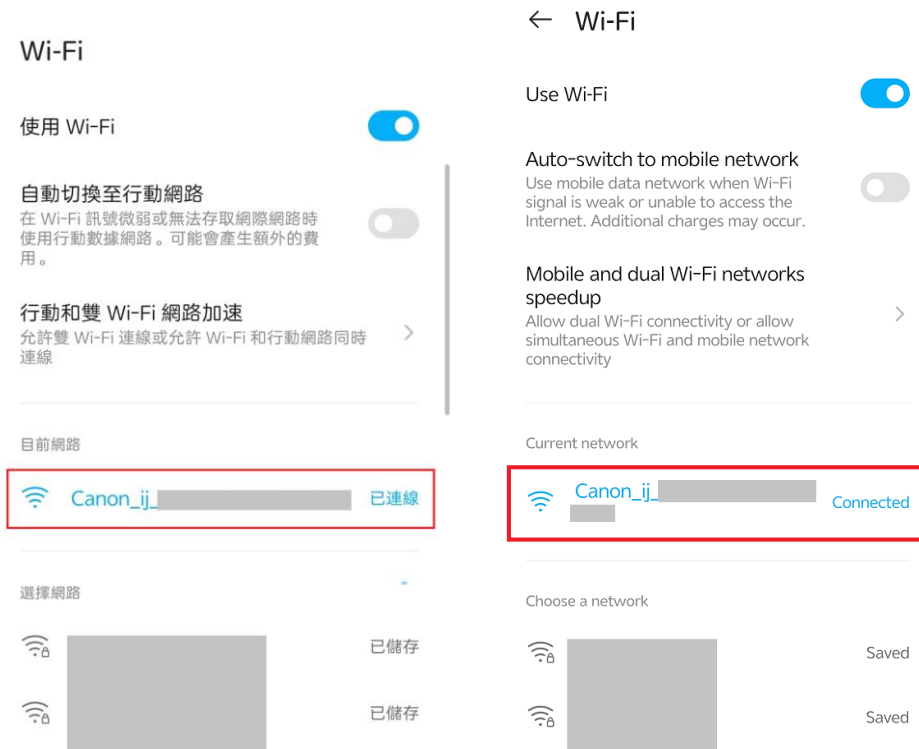 Wi-Fi
使用 Wi-Fi
自動切換至行動網路
在 Wi-Fi 訊號微弱或無法存取網際網路時
使用行動數據網路。可能會產生額外的費
用。
行動和雙 Wi-Fi 網路加速
允許雙 Wi-Fi 連線或允許 Wi-Fi 和行動網路同時
連線
目前網路
Canon_ij_ 已連線
選擇網路
已儲存
已儲存
Wi-Fi
Use Wi-Fi
Auto-switch to mobile network
Use mobile data network when Wi-Fi
signal is weak or unable to access the
Internet. Additional charges may occur.
Mobile and dual Wi-Fi networks
speedup
Allow dual Wi-Fi connectivity or allow
simultaneous Wi-Fi and mobile network
connectivity
Current network
Canon_ij_ Connected
Choose a network
Saved
Saved